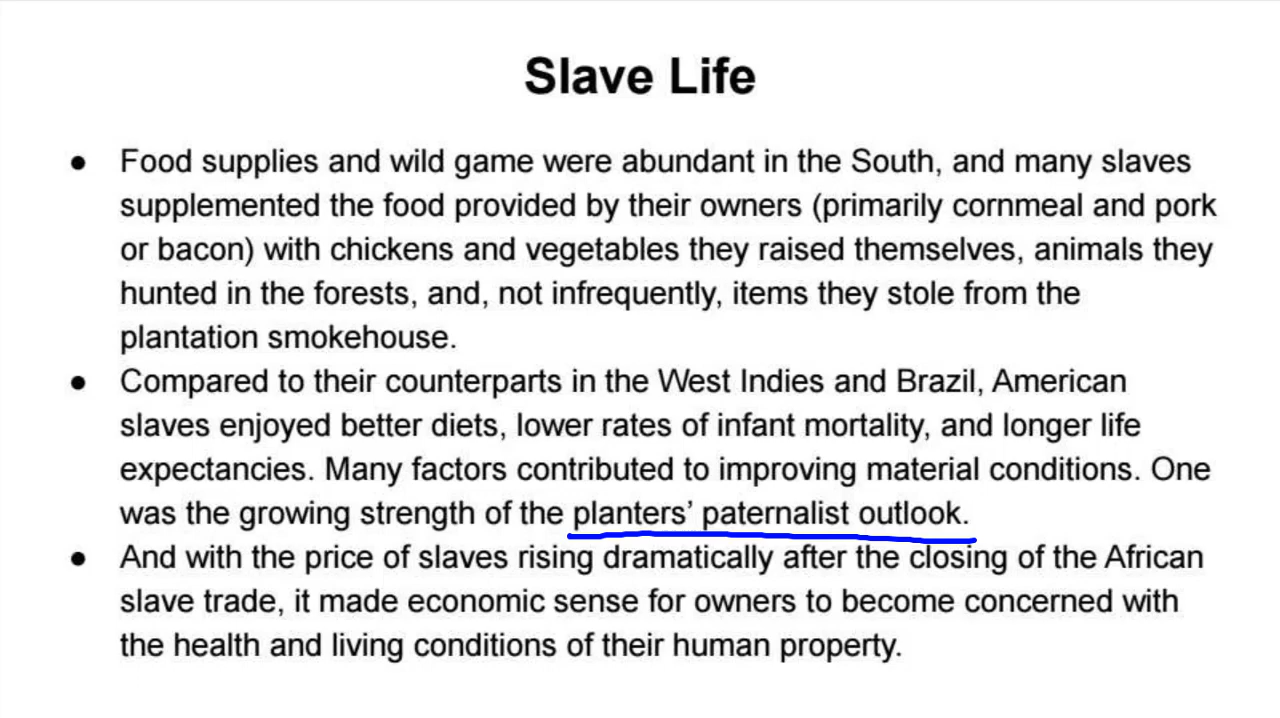 Slave Life
● Food supplies and wild game were abundant in the South, and many slaves
supplemented the food provided by their owners (primarily cornmeal and pork
or bacon) with chickens and vegetables they raised themselves, animals they
hunted in the forests, and, not infrequently, items they stole from the
plantation smokehouse.
● Compared to their counterparts in the West Indies and Brazil, American
slaves enjoyed better diets, lower rates of infant mortality, and longer life
expectancies. Many factors contributed to improving material conditions. One
was the growing strength of the planters’ paternalist outlook.
● And with the price of slaves rising dramatically after the closing of the African
slave trade, it made economic sense for owners to become concerned with
the health and living conditions of their human property.